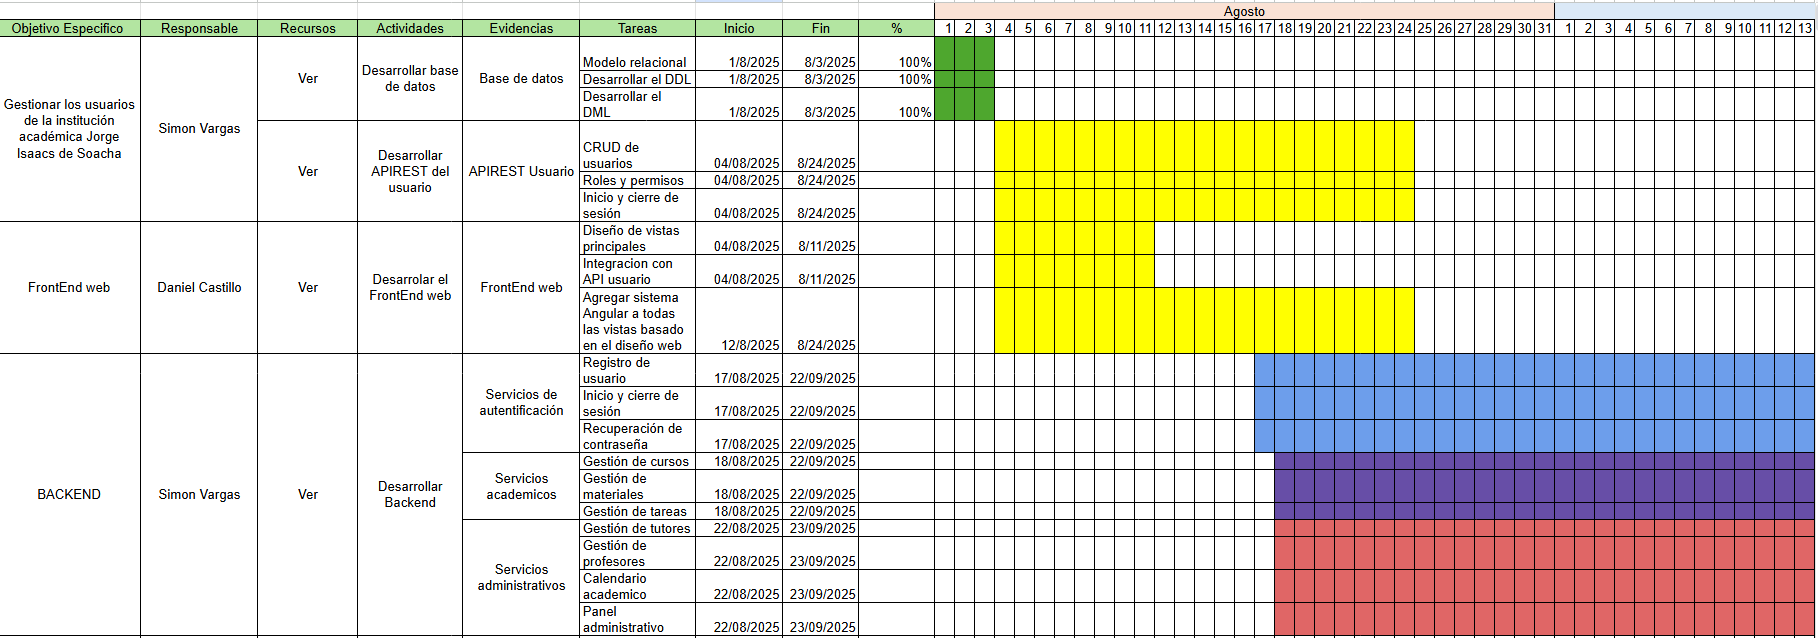 Agosto
Objetivo Especifico Responsable Recursos Actividades Evidencias Tareas Inicio Fin % 1 2 3 4 5 6 7 8 9 10 11 12 13 14 15 16 17 18 19 20 21 22 23 24 25 26 27 28 29 30 31 1 2 3 4 5 6 7 8 9 10 11 12 13
Gestionar los usuarios
de la institución
académica Jorge
Isaacs de Soacha
Simon Vargas
Ver
Desarrollar base
de datos
Base de datos
Modelo relacional 1/8/2025 8/3/2025 100%
Desarrollar el DDL 1/8/2025 8/3/2025 100%
Desarrollar el
DML 1/8/2025 8/3/2025 100%
Ver
Desarrollar
APIREST del
usuario
APIREST Usuario
CRUD de
usuarios 04/08/2025 8/24/2025
Roles y permisos 04/08/2025 8/24/2025
Inicio y cierre de
sesión 04/08/2025 8/24/2025
FrontEnd web
Daniel Castillo
Ver
Desarrolar el
FrontEnd web
FrontEnd web
Diseño de vistas
principales 04/08/2025 8/11/2025
Integracion con
API usuario 04/08/2025 8/11/2025
Agregar sistema
Angular a todas
las vistas basado
en el diseño web 12/8/2025 8/24/2025
BACKEND
Simon Vargas
Ver
Desarrollar
Backend
Servicios de
autentificación
Registro de
usuario 17/08/2025 22/09/2025
Inicio y cierre de
sesión 17/08/2025 22/09/2025
Recuperación de
contraseña 17/08/2025 22/09/2025
Servicios
academicos
Gestión de cursos 18/08/2025 22/09/2025
Gestión de
materiales 18/08/2025 22/09/2025
Gestión de tareas 18/08/2025 22/09/2025
Servicios
administrativos
Gestión de tutores 22/08/2025 23/09/2025
Gestión de
profesores 22/08/2025 23/09/2025
Calendario
academico 22/08/2025 23/09/2025
Panel
administrativo 22/08/2025 23/09/2025